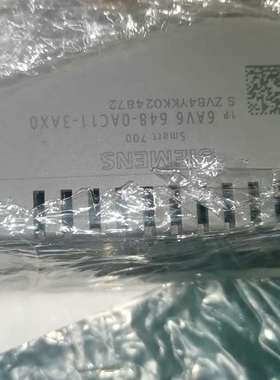 SIEMENS
Smart 700
1P 6AV6 648-0AC11-3AX0
S ZVB4YKK024872